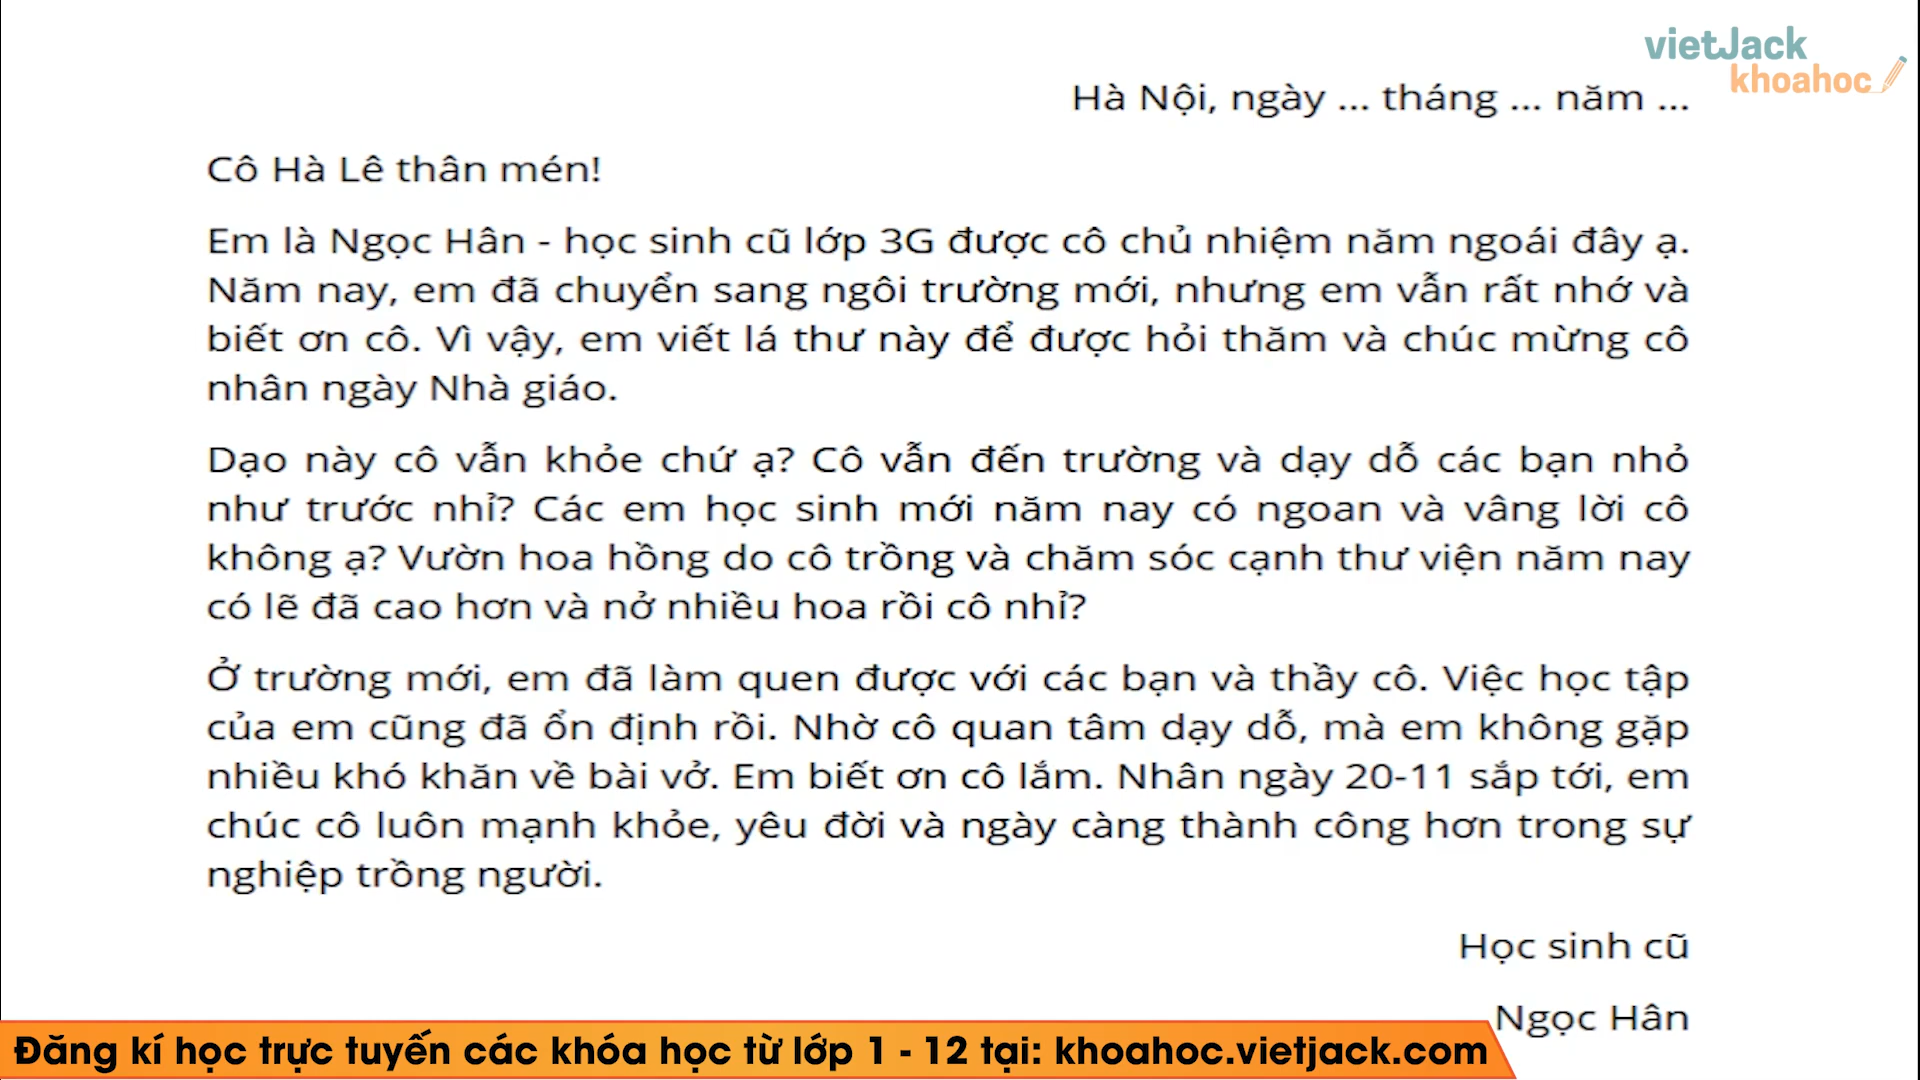 vietJack
khoahoc
Hà Nội, ngày ... tháng ... năm ...
Cô Hà Lê thân mén!
Em là Ngọc Hân - học sinh cũ lớp 3G được cô chủ nhiệm năm ngoái đây ạ.
Năm nay, em đã chuyển sang ngôi trường mới, nhưng em vẫn rất nhớ và
biết ơn cô. Vì vậy, em viết lá thư này để được hỏi thăm và chúc mừng cô
nhân ngày Nhà giáo.
Dạo này cô vẫn khỏe chứ ạ? Cô vẫn đến trường và dạy dỗ các bạn nhỏ
như trước nhỉ? Các em học sinh mới năm nay có ngoan và vâng lời cô
không ạ? Vườn hoa hồng do cô trồng và chăm sóc cạnh thư viện năm nay
có lẽ đã cao hơn và nở nhiều hoa rồi cô nhỉ?
Ở trường mới, em đã làm quen được với các bạn và thầy cô. Việc học tập
của em cũng đã ổn định rồi. Nhờ cô quan tâm dạy dỗ, mà em không gặp
nhiều khó khăn về bài vở. Em biết ơn cô lắm. Nhân ngày 20-11 sắp tới, em
chúc cô luôn mạnh khỏe, yêu đời và ngày càng thành công hơn trong sự
nghiệp trồng người.
Học sinh cũ
Ngọc Hân
Đăng kí học trực tuyến các khóa học từ lớp 1 - 12 tại: khoahoc.vietjack.com